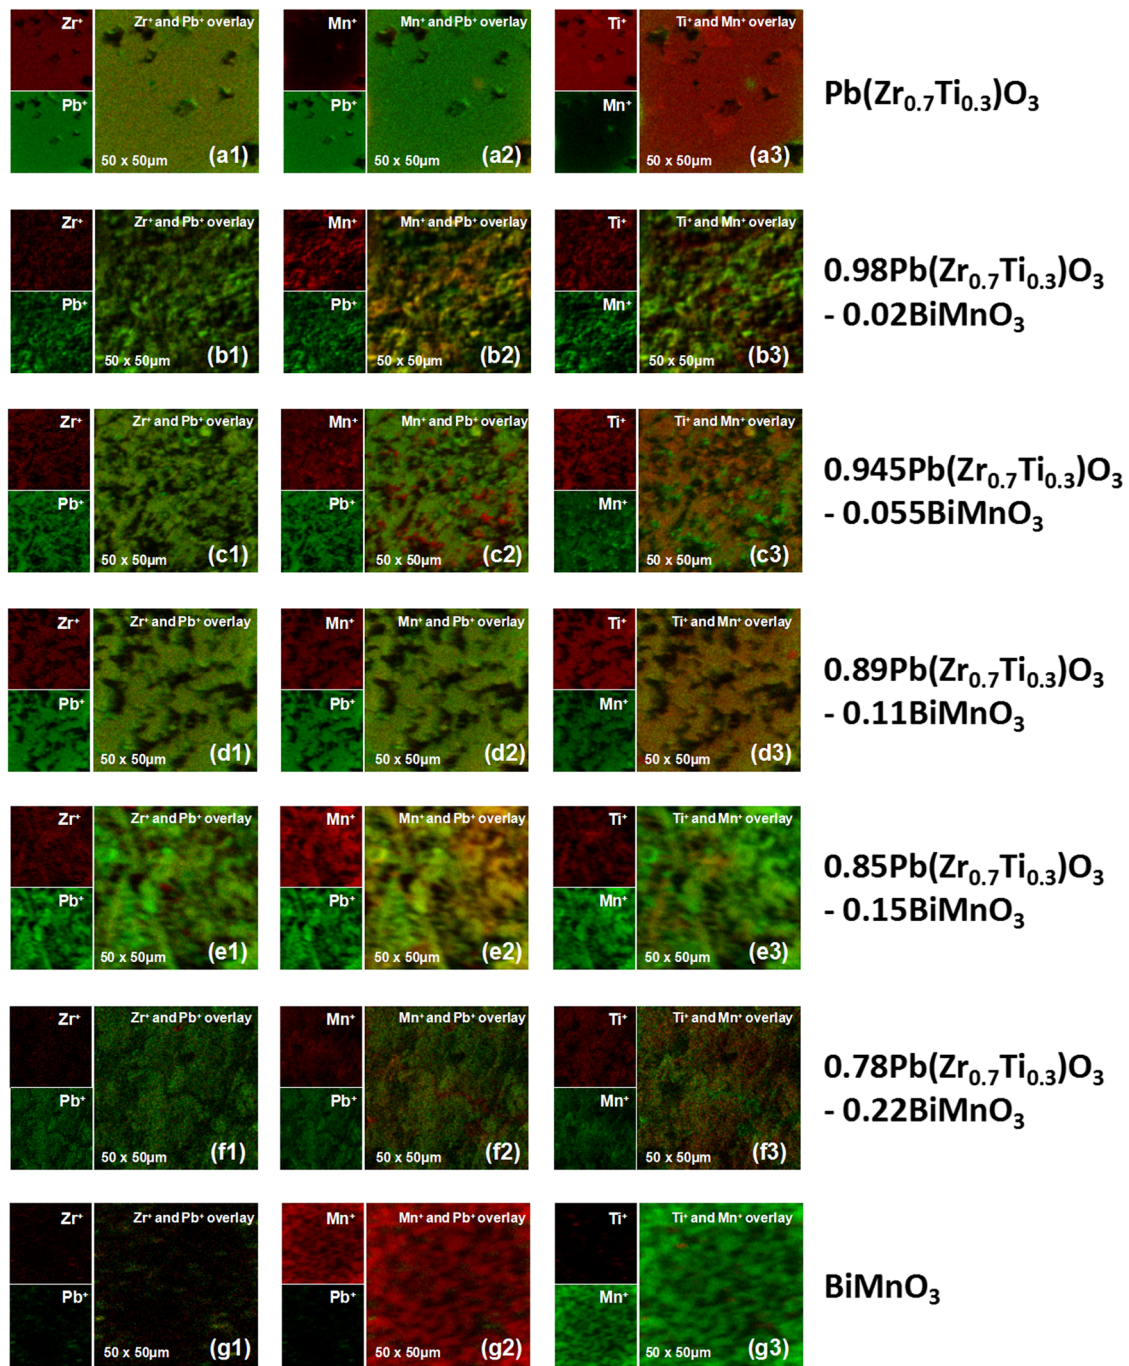 Zr⁺
Zr⁺ and Pb⁺ overlay
Pb⁺
50 x 50µm
(a1)
Mn⁺
Mn⁺ and Pb⁺ overlay
Pb⁺
50 x 50µm
(a2)
Ti⁺
Ti⁺ and Mn⁺ overlay
Mn⁺
50 x 50µm
(a3)
Pb(Zr₀.₇Ti₀.₃)O₃
Zr⁺
Zr⁺ and Pb⁺ overlay
Pb⁺
50 x 50µm
(b1)
Mn⁺
Mn⁺ and Pb⁺ overlay
Pb⁺
50 x 50µm
(b2)
Ti⁺
Ti⁺ and Mn⁺ overlay
Mn⁺
50 x 50µm
(b3)
0.98Pb(Zr₀.₇Ti₀.₃)O₃
- 0.02BiMnO₃
Zr⁺
Zr⁺ and Pb⁺ overlay
Pb⁺
50 x 50µm
(c1)
Mn⁺
Mn⁺ and Pb⁺ overlay
Pb⁺
50 x 50µm
(c2)
Ti⁺
Ti⁺ and Mn⁺ overlay
Mn⁺
50 x 50µm
(c3)
0.945Pb(Zr₀.₇Ti₀.₃)O₃
- 0.055BiMnO₃
Zr⁺
Zr⁺ and Pb⁺ overlay
Pb⁺
50 x 50µm
(d1)
Mn⁺
Mn⁺ and Pb⁺ overlay
Pb⁺
50 x 50µm
(d2)
Ti⁺
Ti⁺ and Mn⁺ overlay
Mn⁺
50 x 50µm
(d3)
0.89Pb(Zr₀.₇Ti₀.₃)O₃
- 0.11BiMnO₃
Zr⁺
Zr⁺ and Pb⁺ overlay
Pb⁺
50 x 50µm
(e1)
Mn⁺
Mn⁺ and Pb⁺ overlay
Pb⁺
50 x 50µm
(e2)
Ti⁺
Ti⁺ and Mn⁺ overlay
Mn⁺
50 x 50µm
(e3)
0.85Pb(Zr₀.₇Ti₀.₃)O₃
- 0.15BiMnO₃
Zr⁺
Zr⁺ and Pb⁺ overlay
Pb⁺
50 x 50µm
(f1)
Mn⁺
Mn⁺ and Pb⁺ overlay
Pb⁺
50 x 50µm
(f2)
Ti⁺
Ti⁺ and Mn⁺ overlay
Mn⁺
50 x 50µm
(f3)
0.78Pb(Zr₀.₇Ti₀.₃)O₃
- 0.22BiMnO₃
Zr⁺
Zr⁺ and Pb⁺ overlay
Pb⁺
50 x 50µm
(g1)
Mn⁺
Mn⁺ and Pb⁺ overlay
Pb⁺
50 x 50µm
(g2)
Ti⁺
Ti⁺ and Mn⁺ overlay
Mn⁺
50 x 50µm
(g3)
BiMnO₃